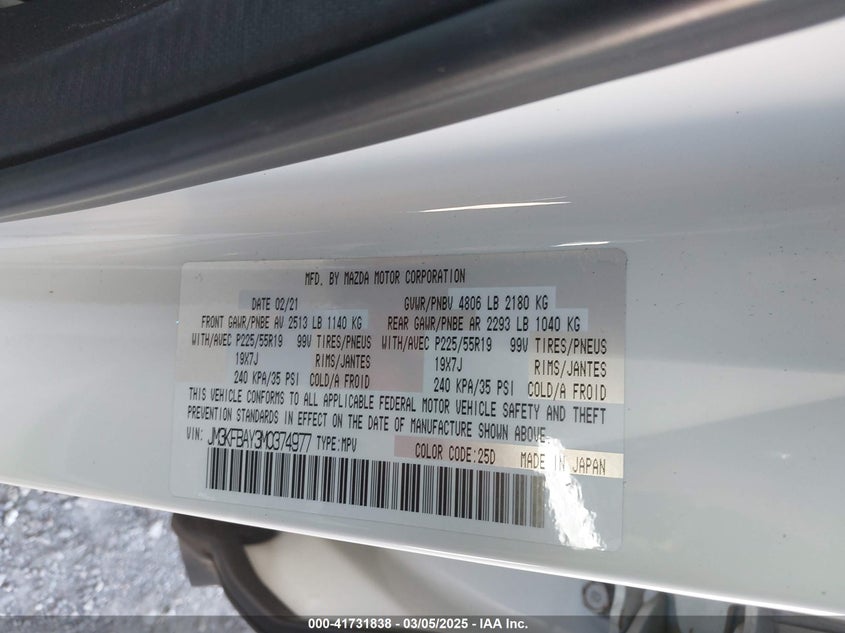 MFD. BY MAZDA MOTOR CORPORATION
DATE 02/21 GVWR/PNBV 4806 LB 2180 KG
FRONT GAWR/PNBE AV 2513 LB 1140 KG REAR GAWR/PNBE AR 2293 LB 1040 KG
WITH/AVEC P225/55R19 99V TIRES/PNEUS WITH/AVEC P225/55R19 99V TIRES/PNEUS
19X7J RIMS/JANTES 19X7J RIMS/JANTES
240 KPA/35 PSI COLD/A FROID 240 KPA/35 PSI COLD/A FROID
THIS VEHICLE CONFORMS TO ALL APPLICABLE FEDERAL MOTOR VEHICLE SAFETY AND THEFT
PREVENTION STANDARDS IN EFFECT ON THE DATE OF MANUFACTURE SHOWN ABOVE.
VIN: JM3KFBAY3M0374977 TYPE:MPV COLOR CODE:25D MADE IN JAPAN
000-41731838 - 03/05/2025 - IAA Inc.